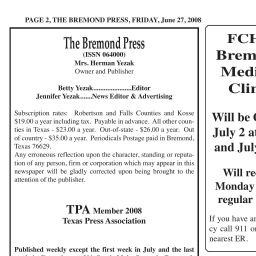 PAGE 2, THE BREMOND PRESS, FRIDAY, June 27, 2008
The Bremond Press
(ISSN 064000)
Mrs. Herman Yezak
Owner and Publisher
Betty Yezak......................Editor
Jennifer Yezak.......News Editor & Advertising
Subscription rates: Robertson and Falls Counties and Kosse
$19.00 a year including tax. Payable in advance. All other coun-
ties in Texas - $23.00 a year. Out-of-state - $26.00 a year. Out
of country - $35.00 a year. Periodicals Postage paid in Bremond,
Texas 76629.
Any erroneous reflection upon the character, standing or reputa-
tion of any person, firm or corporation which may appear in this
newspaper will be gladly corrected upon being brought to the
attention of the publisher.
TPA Member 2008
Texas Press Association
Published weekly except the first week in July and the last
FCH
Brem
Medi
Clin
Will be C
July 2 at
and July
Will re
Monday
regular
If you have an
cy call 911 or
nearest ER.